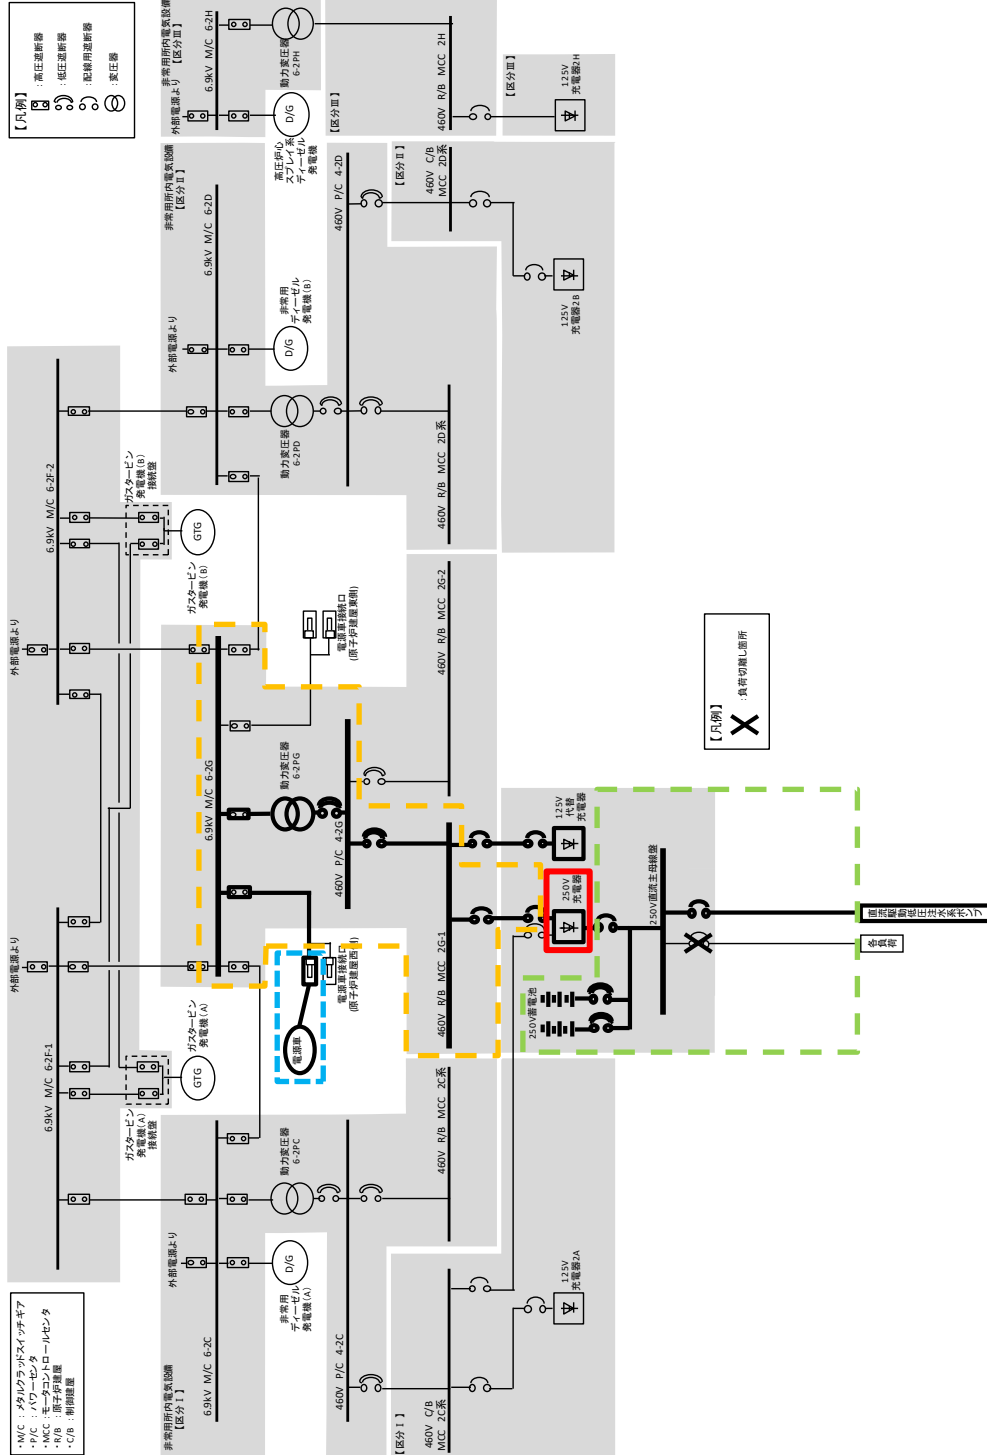 ・M/C ：メタルクラッドスイッチギア
・P/C ：パワーセンタ
・MCC：モータコントロールセンタ
・R/B ：原子炉建屋
・C/B ：制御建屋
【凡例】
：高圧遮断器
：低圧遮断器
：配線用遮断器
：変圧器
外部電源より
6.9kV M/C 6-2F-1
外部電源より
6.9kV M/C 6-2F-2
ガスタービン
発電機(A)
接続盤
GTG
ガスタービン
発電機(A)
ガスタービン
発電機(B)
接続盤
GTG
ガスタービン
発電機(B)
非常用所内電気設備
【区分Ⅰ】
6.9kV M/C 6-2C
外部電源より
D/G
非常用
ディーゼル
発電機(A)
動力変圧器
6-2PC
460V P/C 4-2C
460V R/B MCC 2C系
【区分Ⅰ】
460V C/B
MCC 2C系
125V
充電器2A
6.9kV M/C 6-2G
動力変圧器
6-2PG
460V P/C 4-2G
電源車
電源車接続口
(原子炉建屋西側)
電源車接続口
(原子炉建屋東側)
460V R/B MCC 2G-1
460V R/B MCC 2G-2
250V
充電器
125V
代替
充電器
250V蓄電池
250V直流主母線盤
直流駆動低圧注水系ポンプ
各負荷
【凡例】
：負荷切離し箇所
非常用所内電気設備
【区分Ⅱ】
6.9kV M/C 6-2D
外部電源より
D/G
非常用
ディーゼル
発電機(B)
動力変圧器
6-2PD
460V P/C 4-2D
460V R/B MCC 2D系
【区分Ⅱ】
460V C/B
MCC 2D系
125V
充電器2B
非常用所内電気設備
【区分Ⅲ】
6.9kV M/C 6-2H
外部電源より
D/G
高圧炉心
スプレイ系
ディーゼル
発電機
動力変圧器
6-2PH
【区分Ⅲ】
460V R/B MCC 2H
【区分Ⅲ】
125V
充電器2H